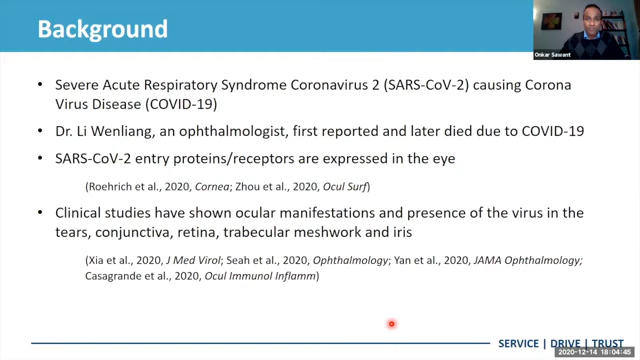 Background
Onkar Sawant
• Severe Acute Respiratory Syndrome Coronavirus 2 (SARS-CoV-2) causing Corona
Virus Disease (COVID-19)
• Dr. Li Wenliang, an ophthalmologist, first reported and later died due to COVID-19
• SARS-CoV-2 entry proteins/receptors are expressed in the eye
(Roehrich et al., 2020, Cornea; Zhou et al., 2020, Ocul Surf)
• Clinical studies have shown ocular manifestations and presence of the virus in the
tears, conjunctiva, retina, trabecular meshwork and iris
(Xia et al., 2020, J Med Virol; Seah et al., 2020, Ophthalmology; Yan et al., 2020, JAMA Ophthalmology;
Casagrande et al., 2020, Ocul Immunol Inflamm)
SERVICE | DRIVE | TRUST
2020-12-14 18:04:45